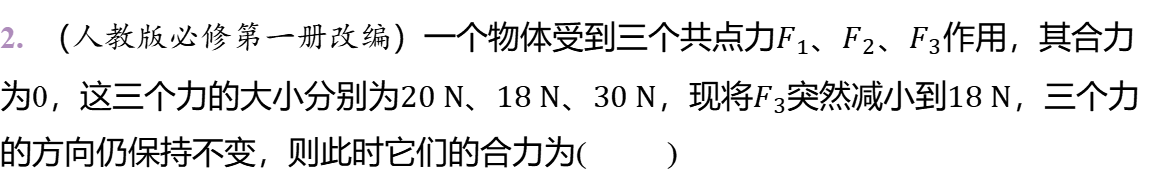 2. （人教版必修第一册改编）一个物体受到三个共点力F₁、F₂、F₃作用，其合力
为0，这三个力的大小分别为20 N、18 N、30 N，现将F₃突然减小到18 N，三个力
的方向仍保持不变，则此时它们的合力为(　　)